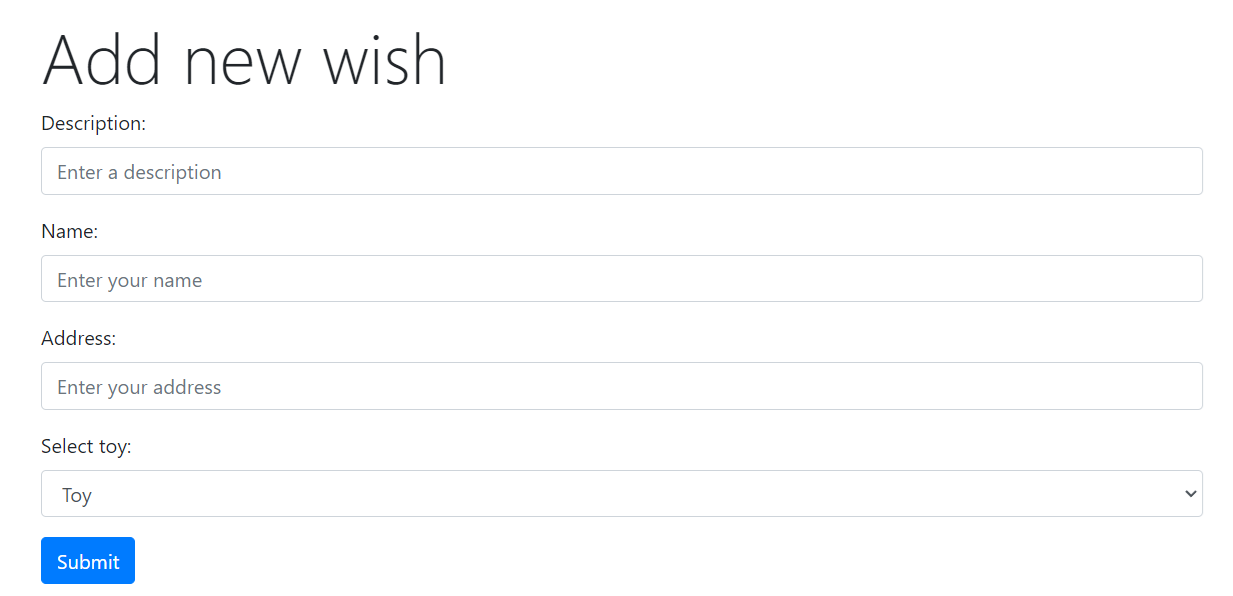 Add new wish
Description:
Enter a description
Name:
Enter your name
Address:
Enter your address
Select toy:
Toy
Submit